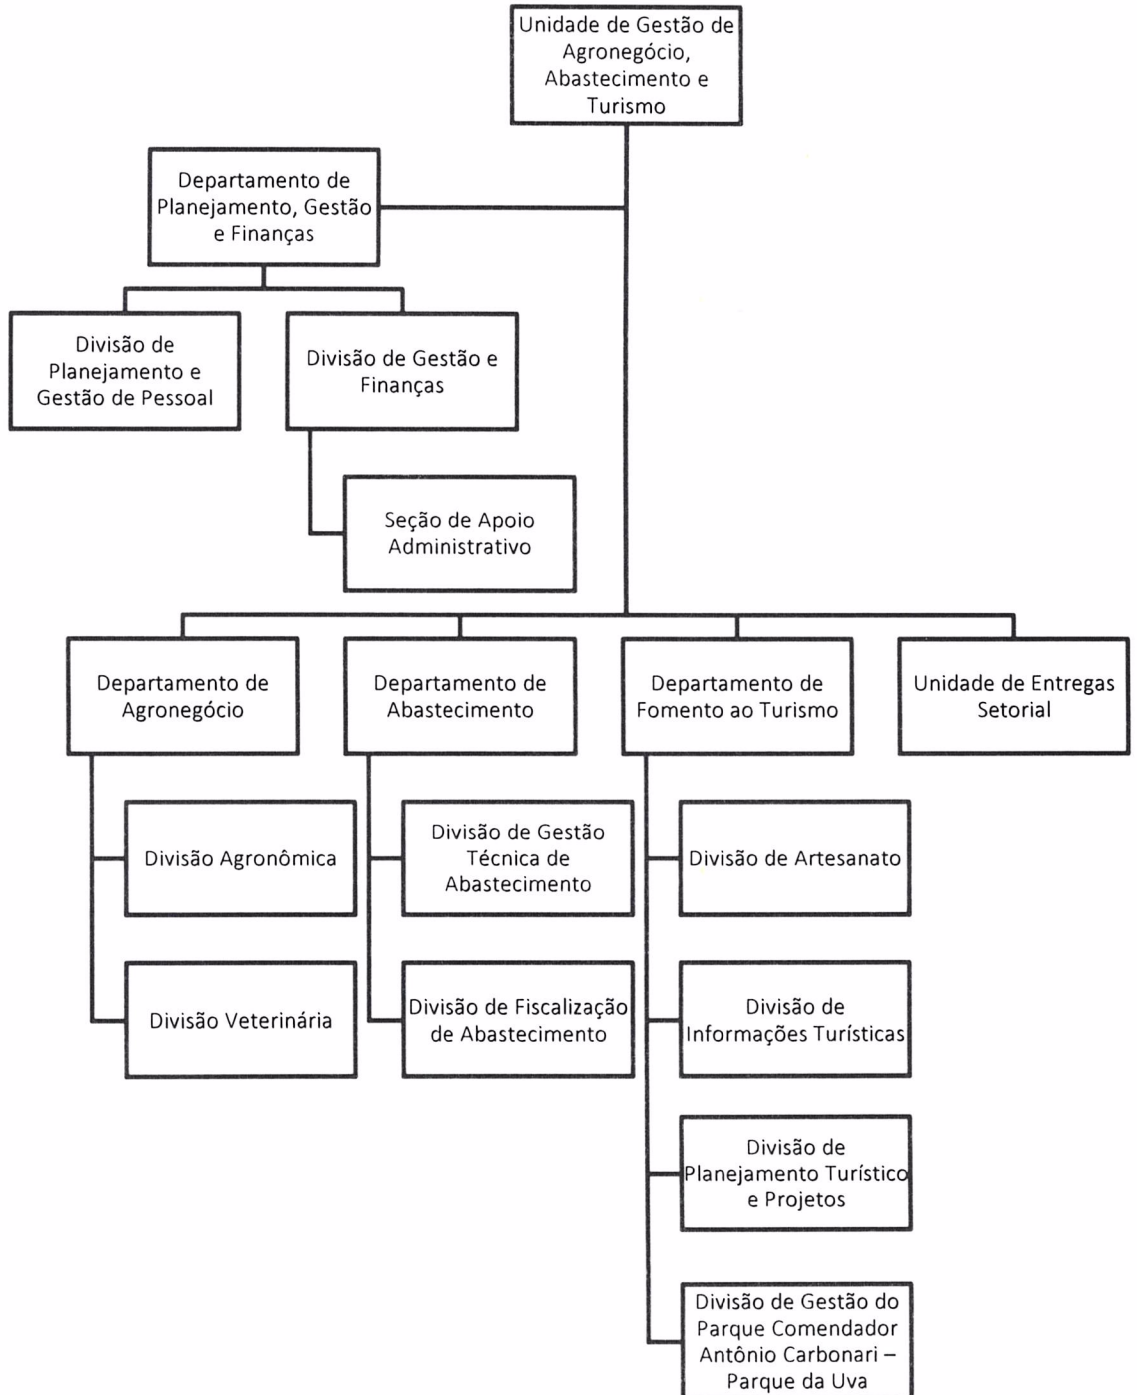 Unidade de Gestão de
Agronegócio,
Abastecimento e
Turismo
Departamento de
Planejamento, Gestão
e Finanças
Divisão de
Planejamento e
Gestão de Pessoal
Divisão de Gestão e
Finanças
Seção de Apoio
Administrativo
Departamento de
Agronegócio
Departamento de
Abastecimento
Departamento de
Fomento ao Turismo
Unidade de Entregas
Setorial
Divisão Agronômica
Divisão de Gestão
Técnica de
Abastecimento
Divisão de Artesanato
Divisão Veterinária
Divisão de Fiscalização
de Abastecimento
Divisão de
Informações Turísticas
Divisão de
Planejamento Turístico
e Projetos
Divisão de Gestão do
Parque Comendador
Antônio Carbonari –
Parque da Uva